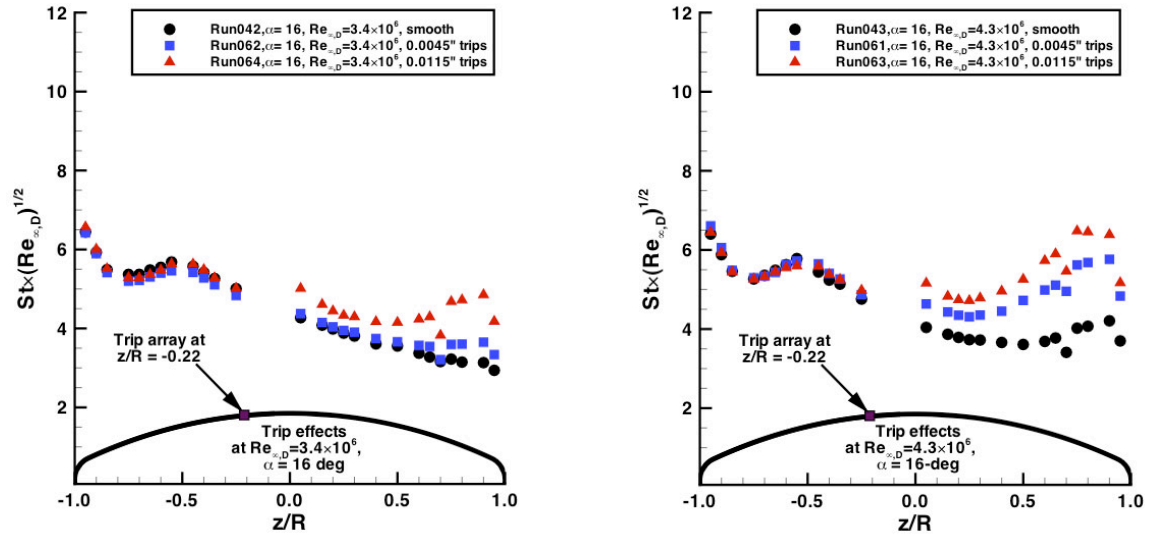 Run042,α= 16, Re∞,D=3.4×10⁶, smooth
Run062,α= 16, Re∞,D=3.4×10⁶, 0.0045" trips
Run064,α= 16, Re∞,D=3.4×10⁶, 0.0115" trips
12
10
8
6
4
2
St×(Re∞,D)1/2
Trip array at
z/R = -0.22
Trip effects
at Re∞,D=3.4×10⁶,
α = 16 deg
-1.0
-0.5
0.0
0.5
1.0
z/R
Run043,α= 16, Re∞,D=4.3×10⁶, smooth
Run061,α= 16, Re∞,D=4.3×10⁶, 0.0045" trips
Run063,α= 16, Re∞,D=4.3×10⁶, 0.0115" trips
12
10
8
6
4
2
St×(Re∞,D)1/2
Trip array at
z/R = -0.22
Trip effects
at Re∞,D=4.3×10⁶,
α = 16-deg
-1.0
-0.5
0.0
0.5
1.0
z/R